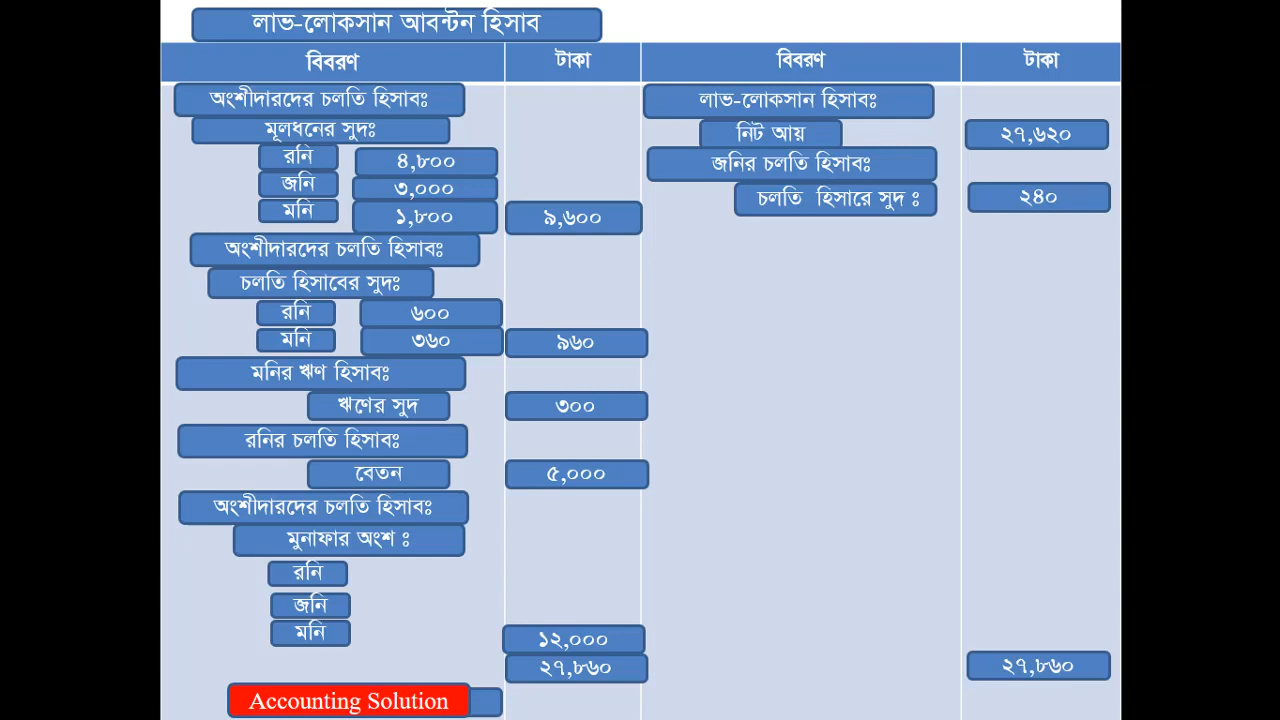 লাভ-লোকসান আবন্টন হিসাব
বিবরণ টাকা বিবরণ টাকা
অংশীদারদের চলতি হিসাবঃ লাভ-লোকসান হিসাবঃ
মূলধনের সুদঃ নিট আয় ২৭,৬২০
রনি ৪,৮০০ জনির চলতি হিসাবঃ
জনি ৩,০০০ চলতি হিসারে সুদ ঃ ২৪০
মনি ১,৮০০ ৯,৬০০
অংশীদারদের চলতি হিসাবঃ
চলতি হিসাবের সুদঃ
রনি ৬০০
মনি ৩৬০ ৯৬০
মনির ঋণ হিসাবঃ
ঋণের সুদ ৩০০
রনির চলতি হিসাবঃ
বেতন ৫,০০০
অংশীদারদের চলতি হিসাবঃ
মুনাফার অংশ ঃ
রনি
জনি
মনি ১২,০০০
২৭,৮৬০ ২৭,৮৬০
Accounting Solution